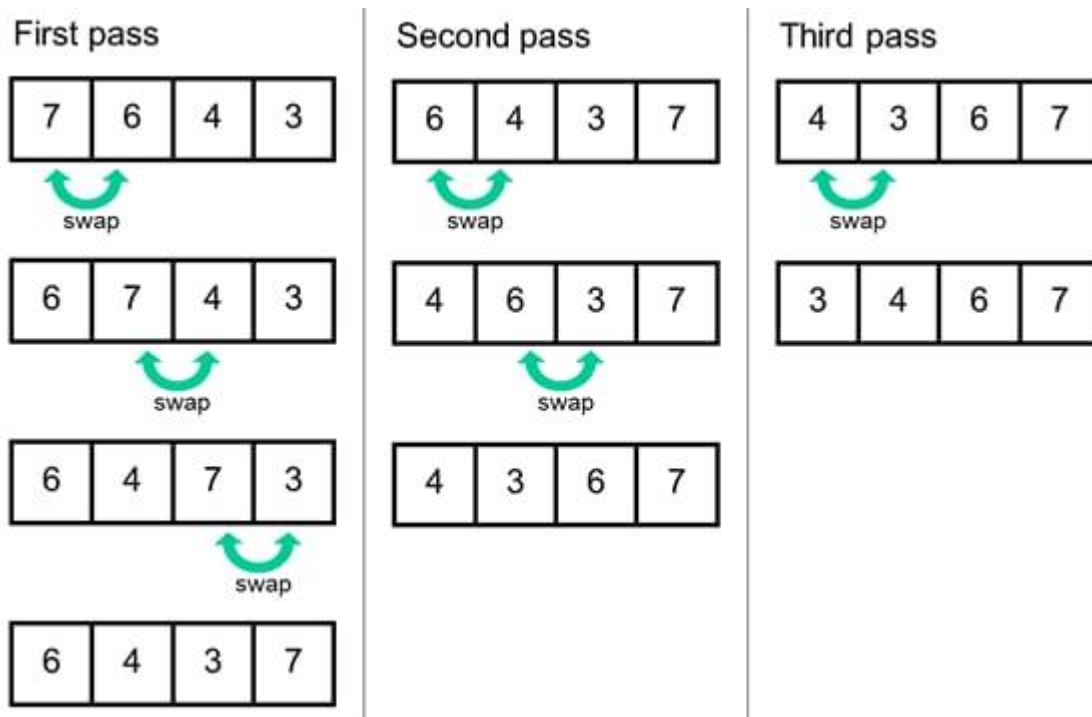 First pass
7 6 4 3
swap
6 7 4 3
swap
6 4 7 3
swap
6 4 3 7
Second pass
6 4 3 7
swap
4 6 3 7
swap
4 3 6 7
Third pass
4 3 6 7
swap
3 4 6 7